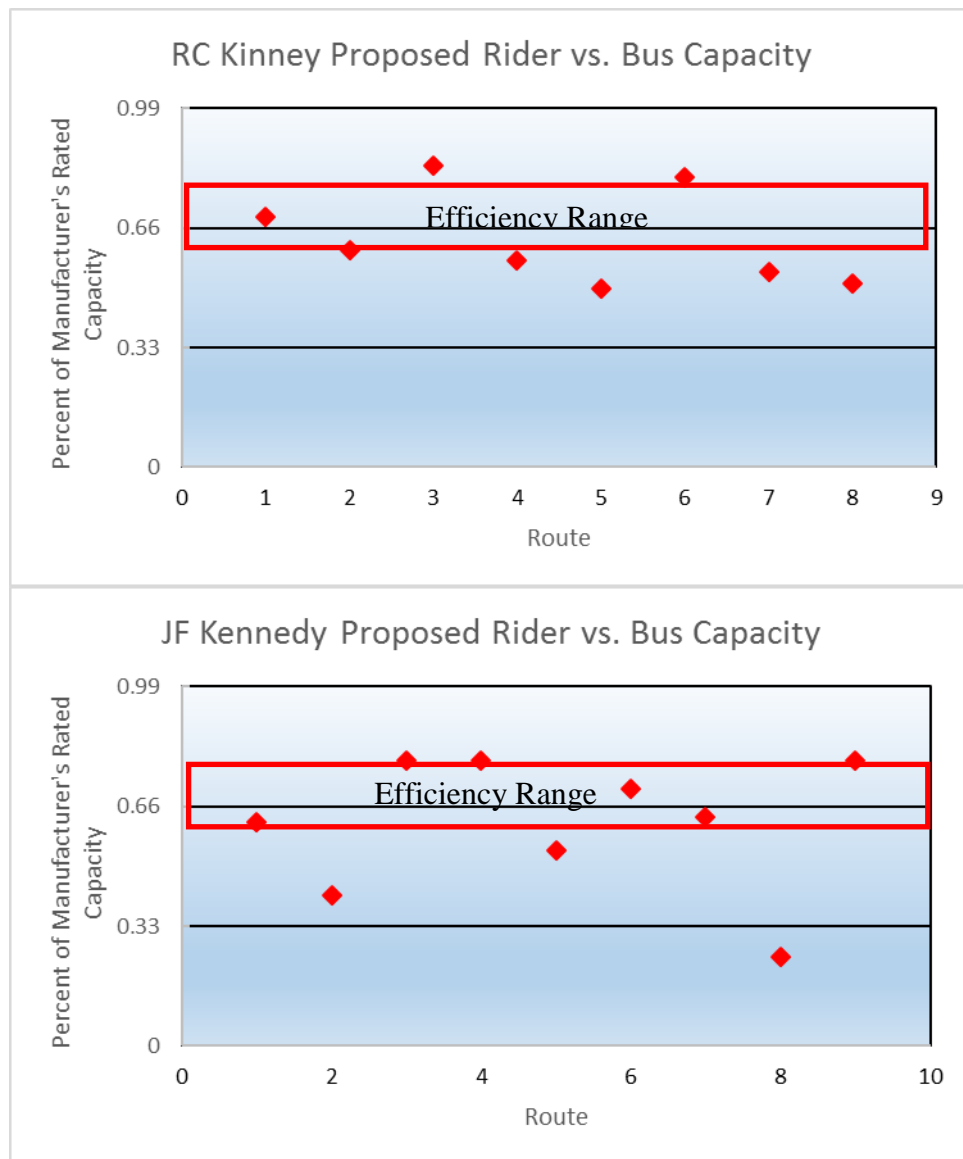 RC Kinney Proposed Rider vs. Bus Capacity
Percent of Manufacturer's Rated
Capacity
0.99
0.66
0.33
0
Efficiency Range
0 1 2 3 4 5 6 7 8 9
Route
JF Kennedy Proposed Rider vs. Bus Capacity
Percent of Manufacturer's Rated
Capacity
0.99
0.66
0.33
0
Efficiency Range
0 2 4 6 8 10
Route